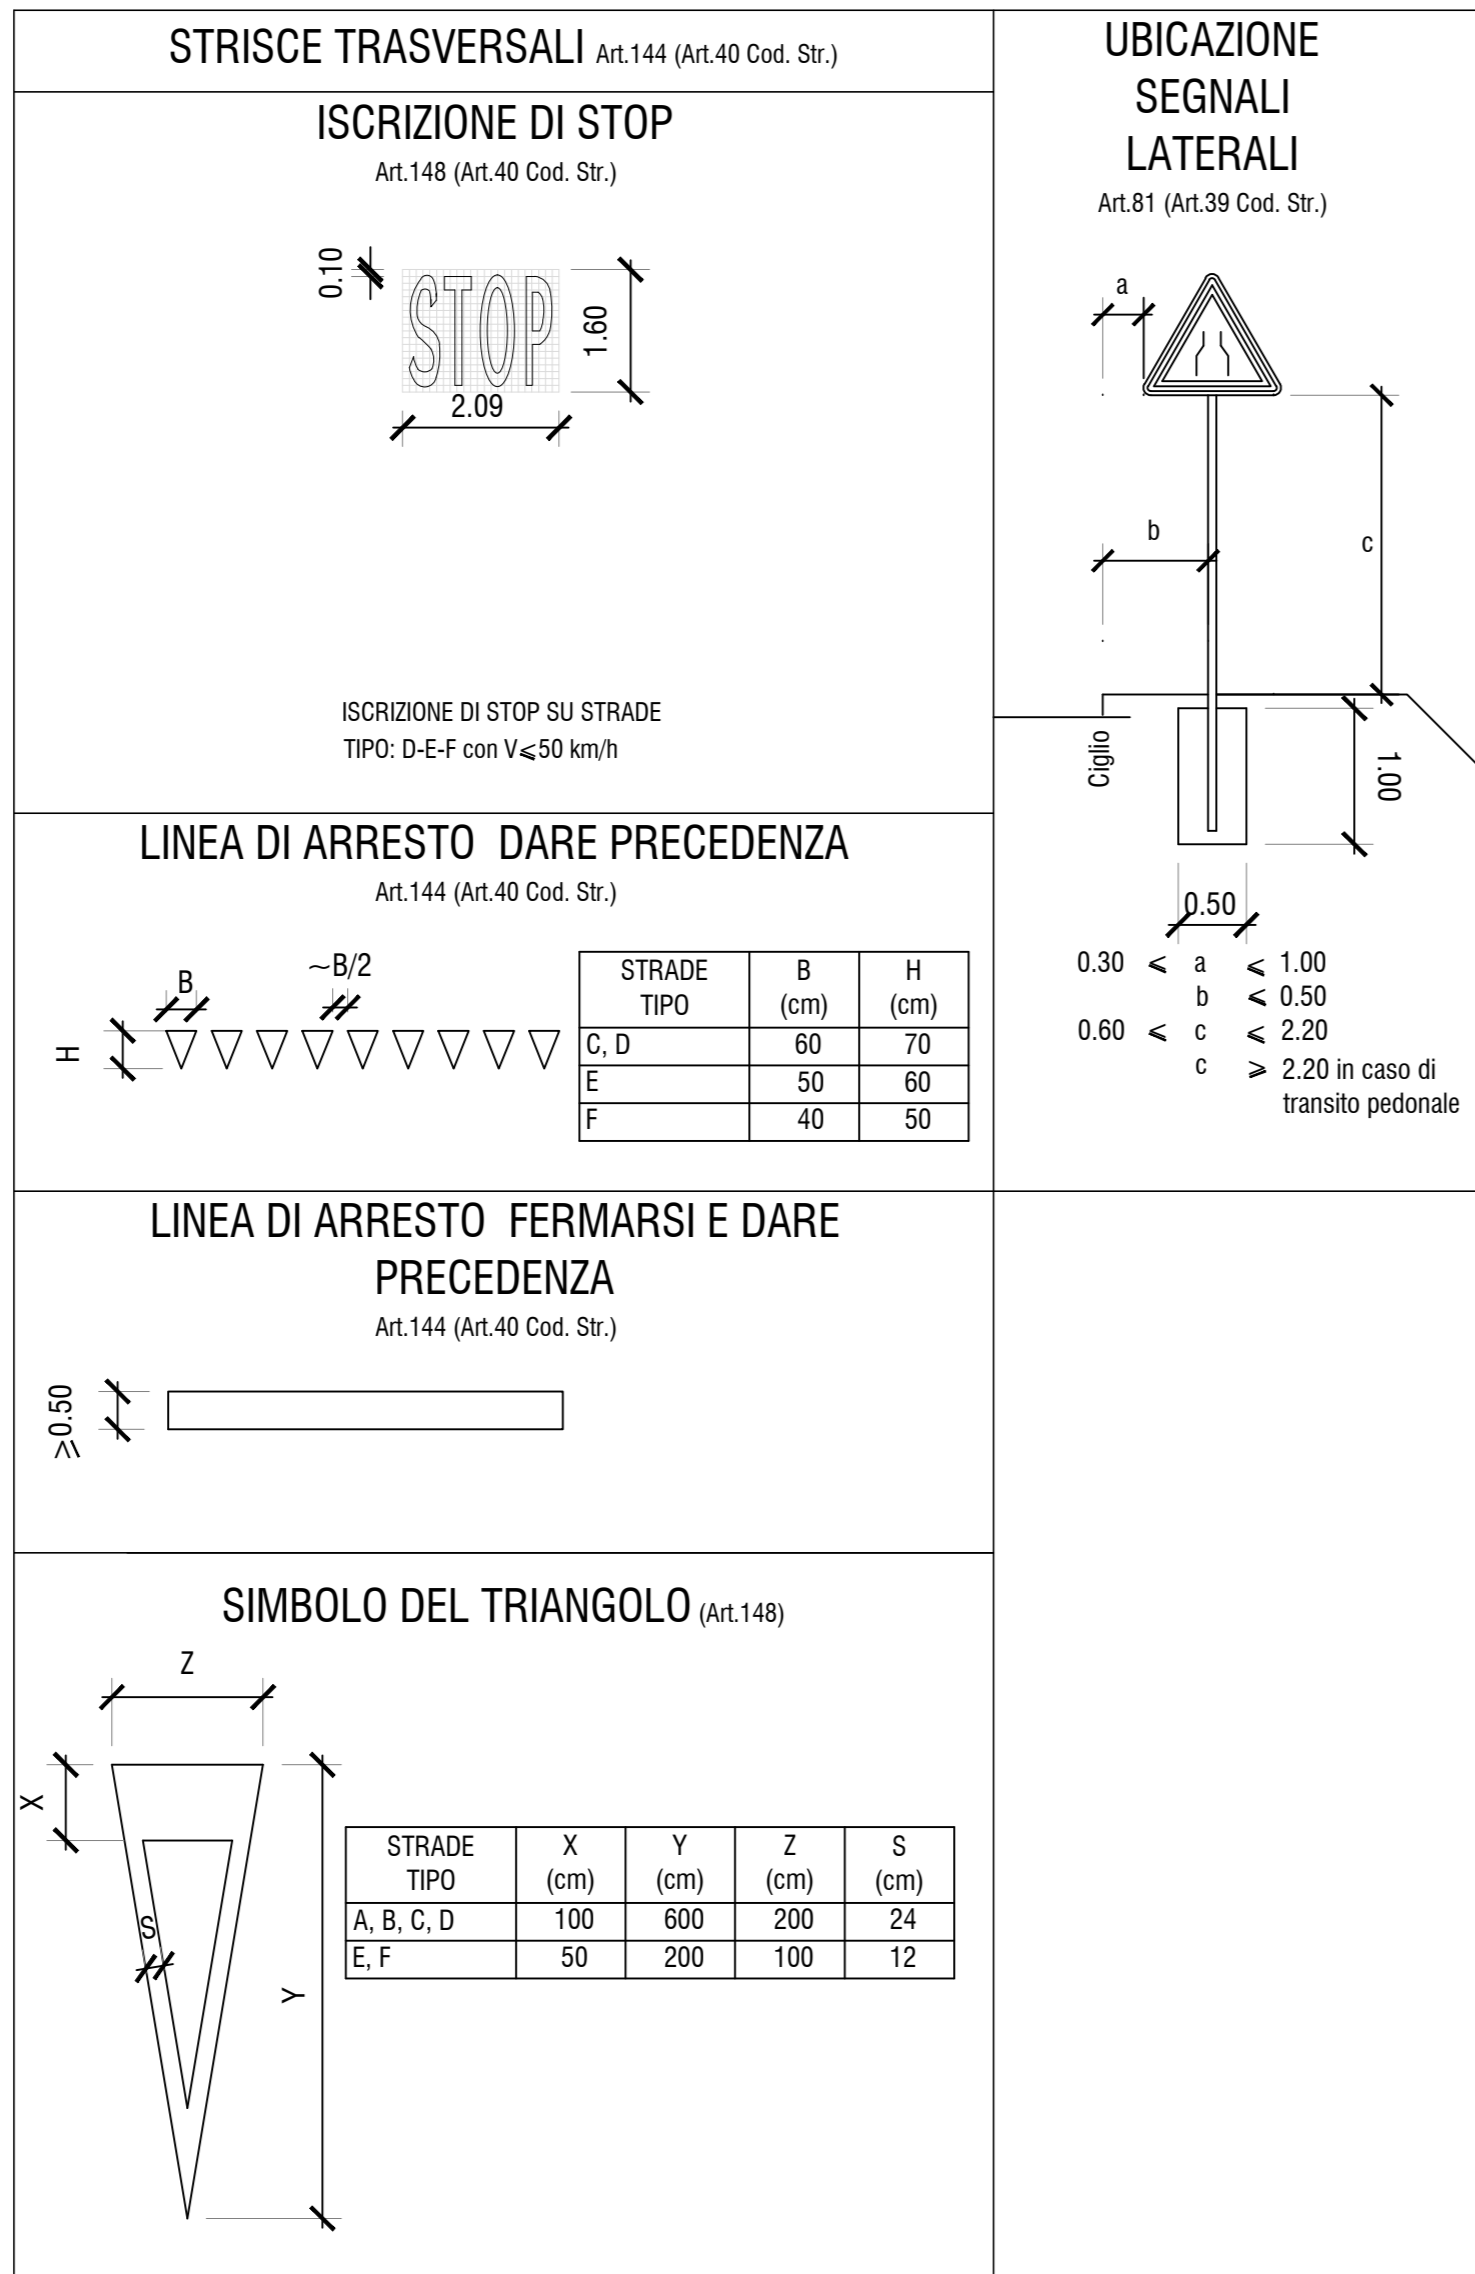 STRISCE TRASVERSALI Art.144 (Art.40 Cod. Str.)
ISCRIZIONE DI STOP
Art.148 (Art.40 Cod. Str.)
0.10
STOP
1.60
2.09
ISCRIZIONE DI STOP SU STRADE
TIPO: D-E-F con V⩽50 km/h
LINEA DI ARRESTO DARE PRECEDENZA
Art.144 (Art.40 Cod. Str.)
B
~B/2
H
STRADE TIPO B (cm) H (cm)
C, D 60 70
E 50 60
F 40 50
LINEA DI ARRESTO FERMARSI E DARE
PRECEDENZA
Art.144 (Art.40 Cod. Str.)
≥0.50
SIMBOLO DEL TRIANGOLO (Art.148)
Z
X
S
Y
STRADE TIPO X (cm) Y (cm) Z (cm) S (cm)
A, B, C, D 100 600 200 24
E, F 50 200 100 12
UBICAZIONE
SEGNALI
LATERALI
Art.81 (Art.39 Cod. Str.)
a
b
c
Ciglio
1.00
0.50
0.30 ⩽ a ⩽ 1.00
b ⩽ 0.50
0.60 ⩽ c ⩽ 2.20
c ⩾ 2.20 in caso di
transito pedonale